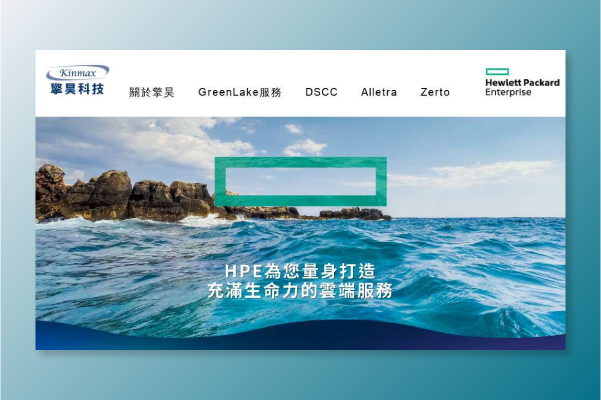 Kinmax
擎昊科技
關於擎昊
GreenLake服務
DSCC
Alletra
Zerto
Hewlett Packard
Enterprise
HPE為您量身打造
充滿生命力的雲端服務